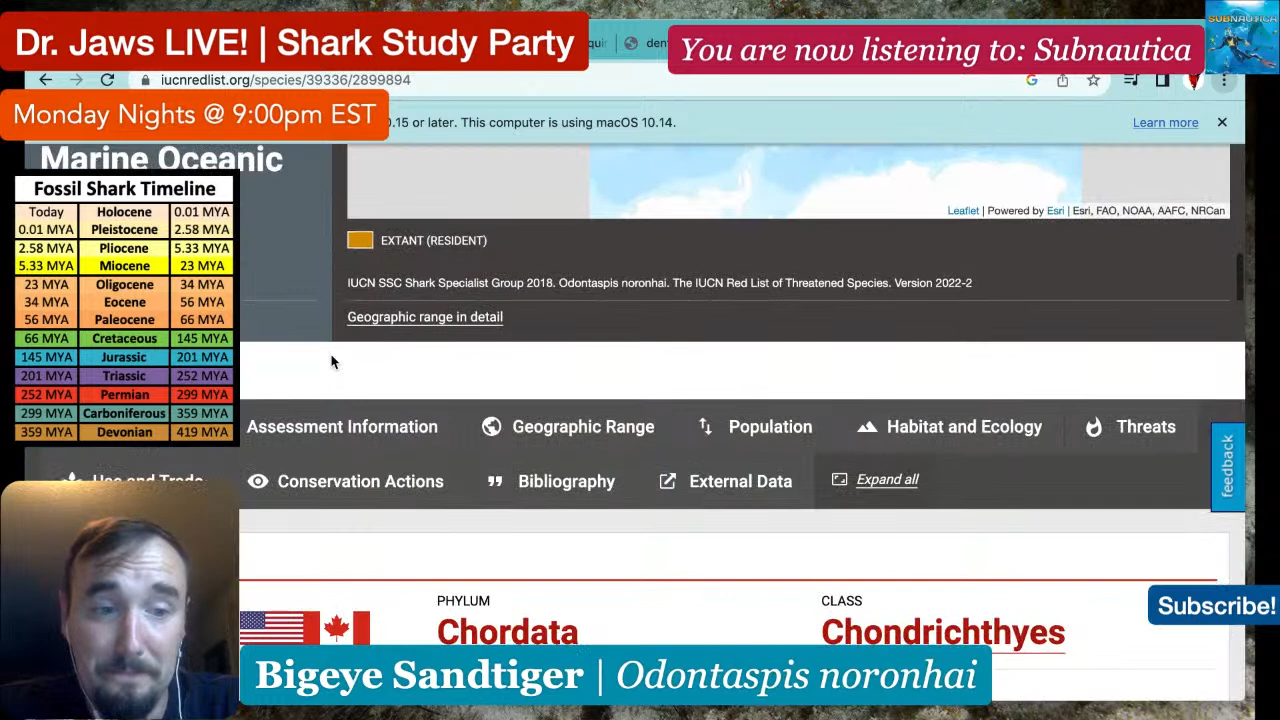 Dr. Jaws LIVE! | Shark Study Party
You are now listening to: Subnautica
SUBNAUTICA
iucnredlist.org/species/39336/2899894
Monday Nights @ 9:00pm EST
.15 or later. This computer is using macOS 10.14.
Learn more
Marine Oceanic
Leaflet | Powered by Esri | Esri, FAO, NOAA, AAFC, NRCan
EXTANT (RESIDENT)
IUCN SSC Shark Specialist Group 2018. Odontaspis noronhai. The IUCN Red List of Threatened Species. Version 2022-2
Geographic range in detail
Fossil Shark Timeline
Today Holocene 0.01 MYA
0.01 MYA Pleistocene 2.58 MYA
2.58 MYA Pliocene 5.33 MYA
5.33 MYA Miocene 23 MYA
23 MYA Oligocene 34 MYA
34 MYA Eocene 56 MYA
56 MYA Paleocene 66 MYA
66 MYA Cretaceous 145 MYA
145 MYA Jurassic 201 MYA
201 MYA Triassic 252 MYA
252 MYA Permian 299 MYA
299 MYA Carboniferous 359 MYA
359 MYA Devonian 419 MYA
Assessment Information Geographic Range Population Habitat and Ecology Threats
Use and Trade Conservation Actions Bibliography External Data Expand all
feedback
PHYLUM
Chordata
CLASS
Chondrichthyes
Subscribe!
Bigeye Sandtiger | Odontaspis noronhai